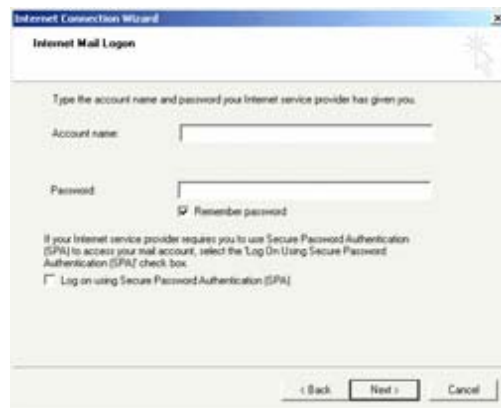 Internet Connection Wizard
Internet Mail Logon
Type the account name and password your Internet service provider has given you.
Account name:
Password:
Remember password
If your Internet service provider requires you to use Secure Password Authentication
(SPA) to access your mail account, select the 'Log On Using Secure Password
Authentication (SPA)' check box.
Log on using Secure Password Authentication (SPA)
< Back
Next >
Cancel